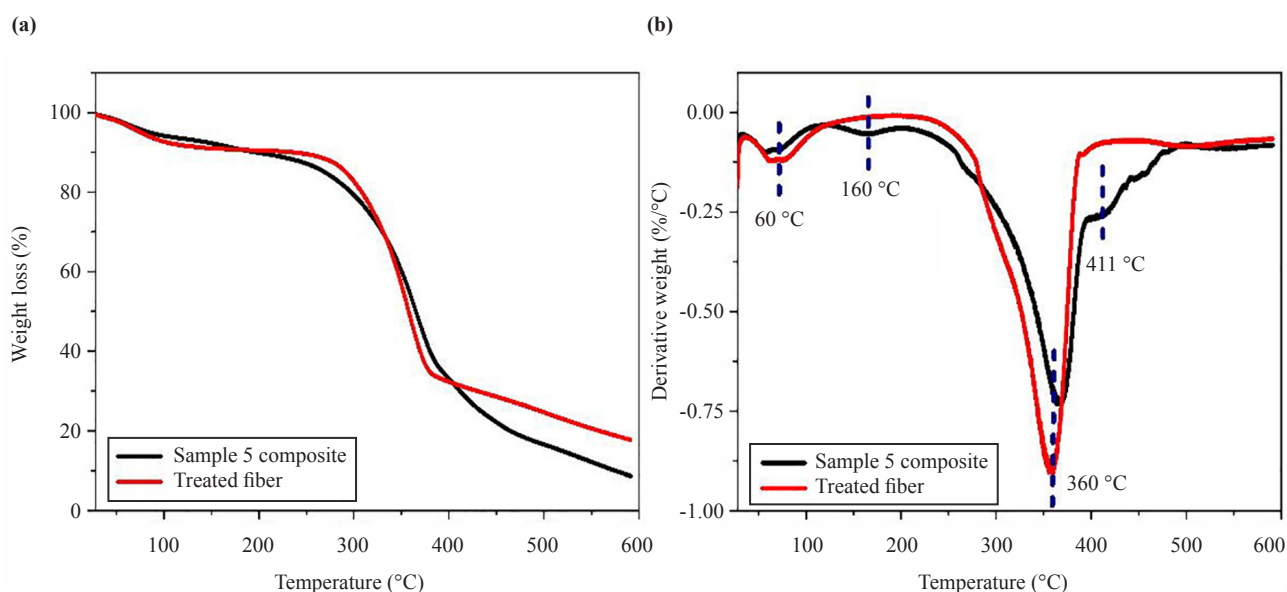 (a)
100
80
60
40
20
0
Weight loss (%)
Sample 5 composite
Treated fiber
100
200
300
400
500
600
Temperature (°C)
(b)
0.00
-0.25
-0.50
-0.75
-1.00
Derivative weight (%/°C)
60 °C
160 °C
411 °C
360 °C
Sample 5 composite
Treated fiber
100
200
300
400
500
600
Temperature (°C)